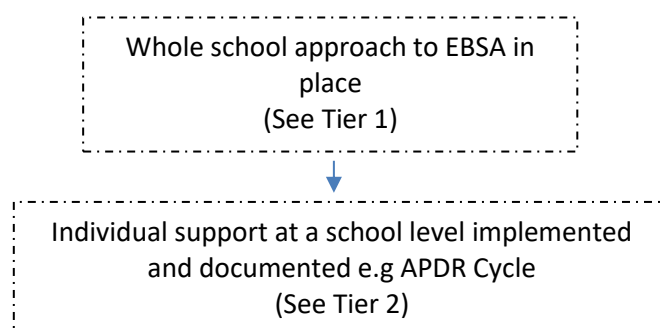 Whole school approach to EBSA in
place
(See Tier 1)
Individual support at a school level implemented
and documented e.g APDR Cycle
(See Tier 2)